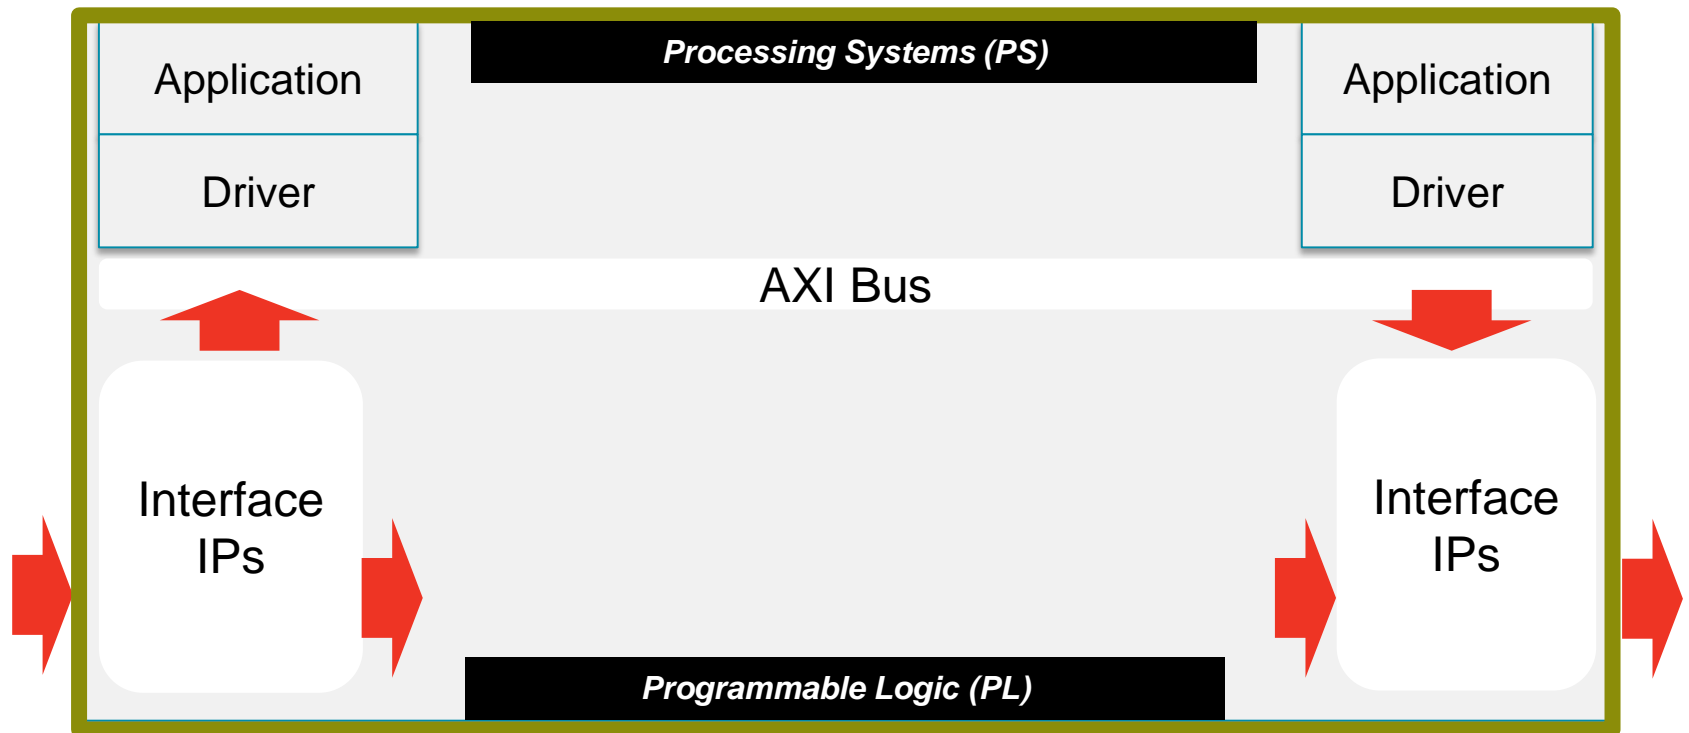 Processing Systems (PS)
Application
Application
Driver
Driver
AXI Bus
Interface
IPs
Interface
IPs
Programmable Logic (PL)